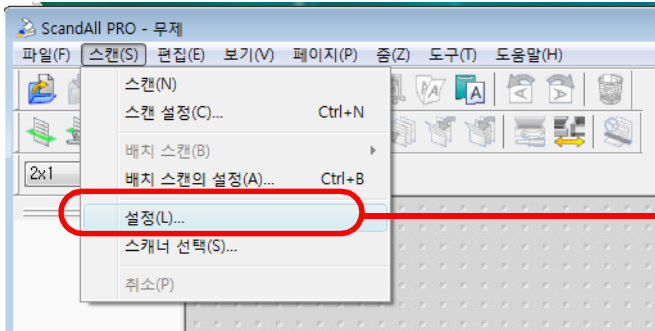 ScandAll PRO - 무제
파일(F) 스캔(S) 편집(E) 보기(V) 페이지(P) 줌(Z) 도구(T) 도움말(H)
스캔(N)
스캔 설정(C)... Ctrl+N
배치 스캔(B)
배치 스캔의 설정(A)... Ctrl+B
2x1
설정(L)...
스캐너 선택(S)...
취소(P)